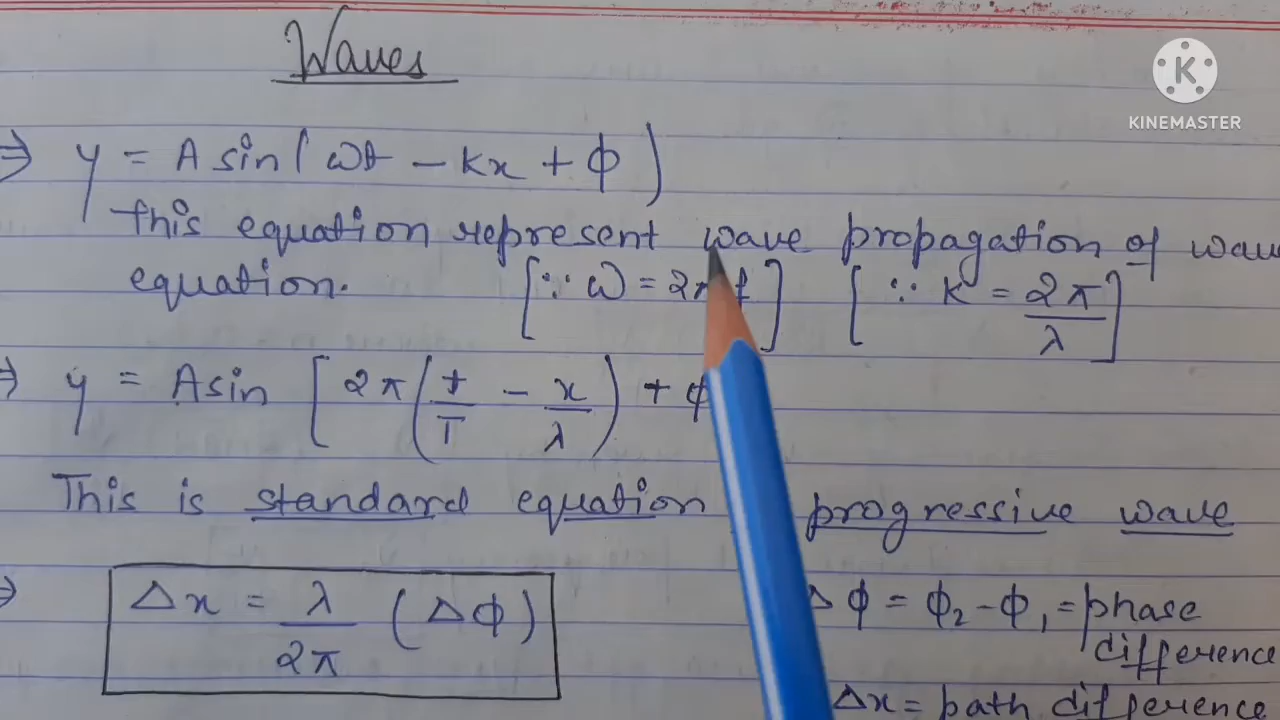 Waves
KINEMASTER
⇒ y = A sin( ωt - kx + ϕ )
This equation represent wave propagation of wave
equation. [∵ ω = 2π f] [∵ K = 2π/λ]
⇒ y = A sin [2π(t/T - x/λ) + ϕ
This is standard equation progressive wave
⇒ Δx = λ/2π (Δϕ) Δϕ = ϕ₂-ϕ₁ = phase
difference
Δx = path difference